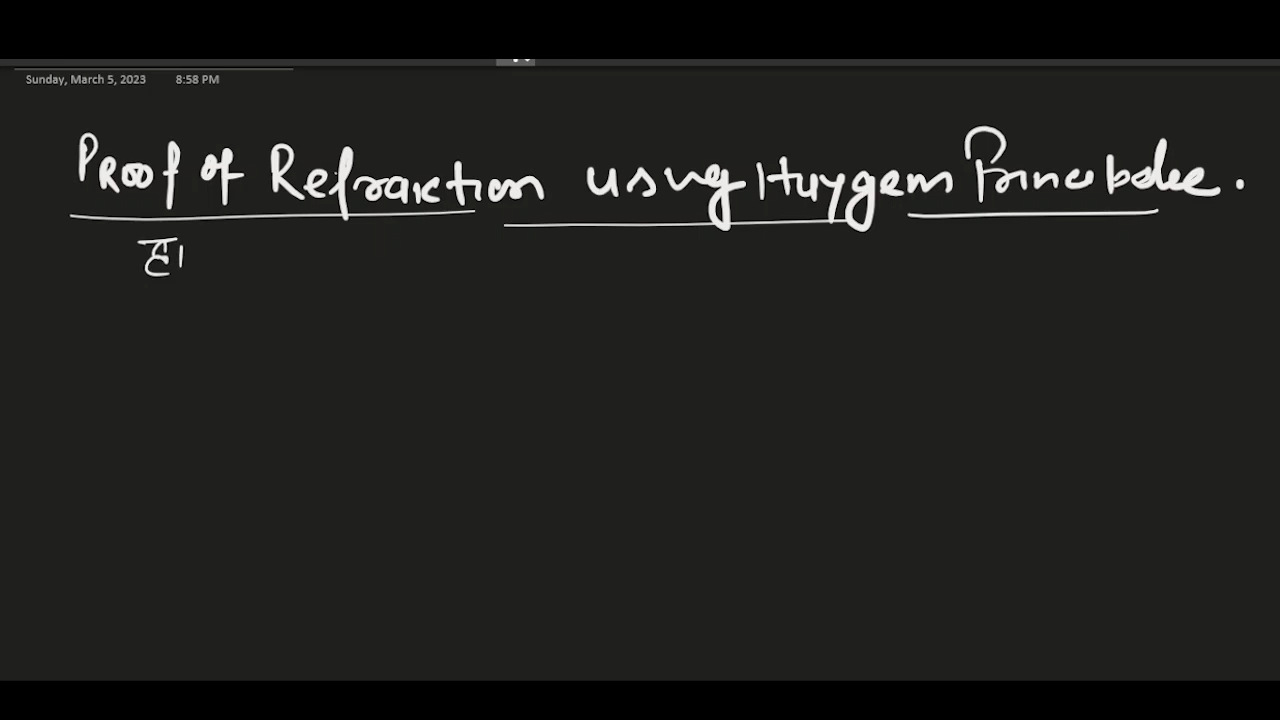 Sunday, March 5, 2023 8:58 PM
Proof of Refraction using Huygens Principle.
हा